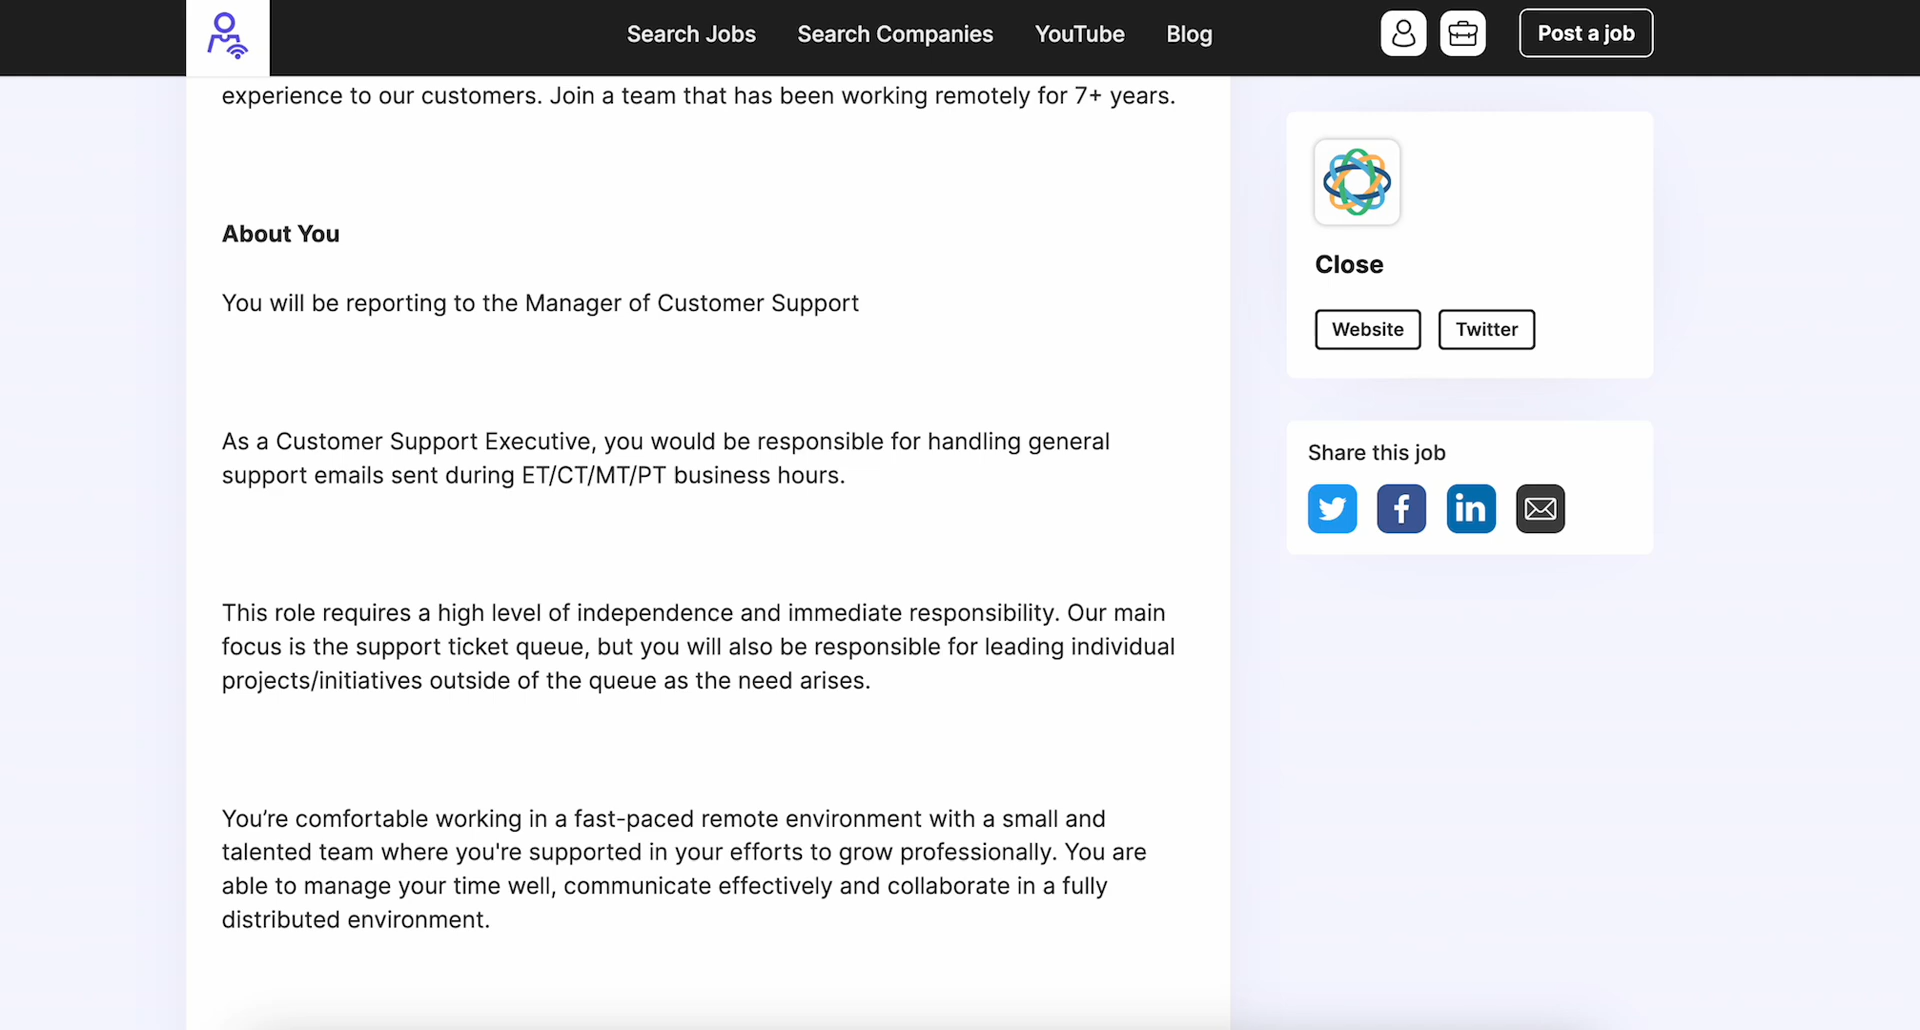 Search Jobs
Search Companies
YouTube
Blog
Post a job
experience to our customers. Join a team that has been working remotely for 7+ years.
About You
You will be reporting to the Manager of Customer Support
As a Customer Support Executive, you would be responsible for handling general
support emails sent during ET/CT/MT/PT business hours.
This role requires a high level of independence and immediate responsibility. Our main
focus is the support ticket queue, but you will also be responsible for leading individual
projects/initiatives outside of the queue as the need arises.
You’re comfortable working in a fast-paced remote environment with a small and
talented team where you're supported in your efforts to grow professionally. You are
able to manage your time well, communicate effectively and collaborate in a fully
distributed environment.
Close
Website
Twitter
Share this job